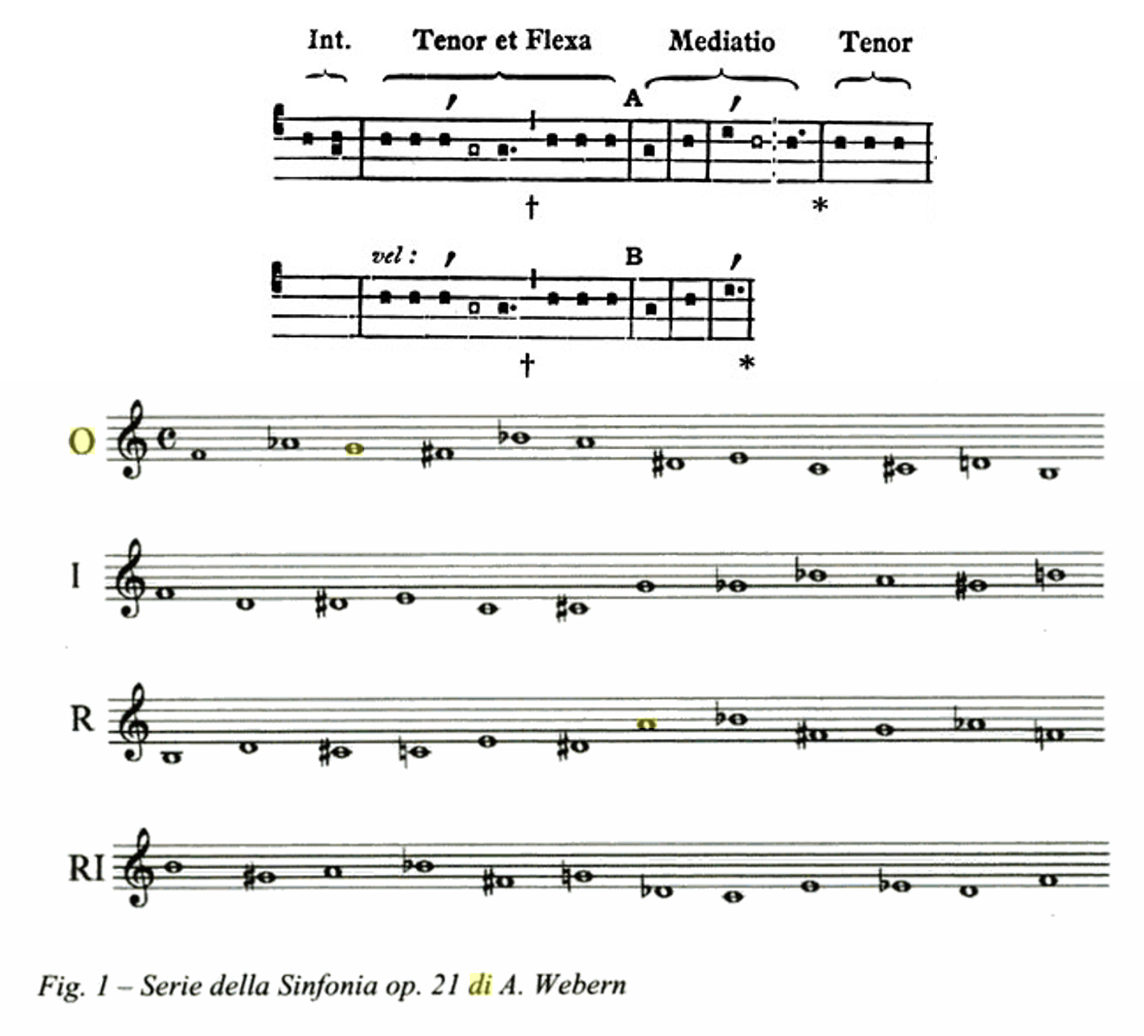 Int. Tenor et Flexa Mediatio Tenor
A
† *
vel : B
† *
O
I
R
RI
Fig. 1 – Serie della Sinfonia op. 21 di A. Webern